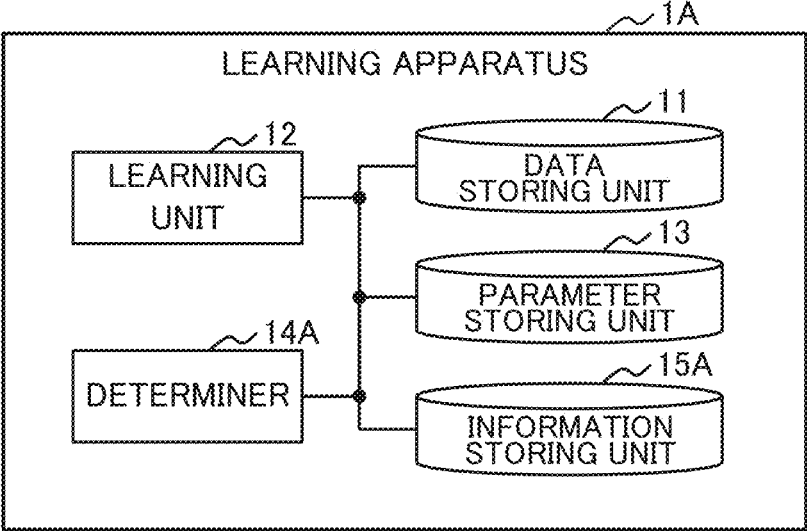 1A
LEARNING APPARATUS
12
LEARNING
UNIT
11
DATA
STORING UNIT
13
PARAMETER
STORING UNIT
14A
DETERMINER
15A
INFORMATION
STORING UNIT